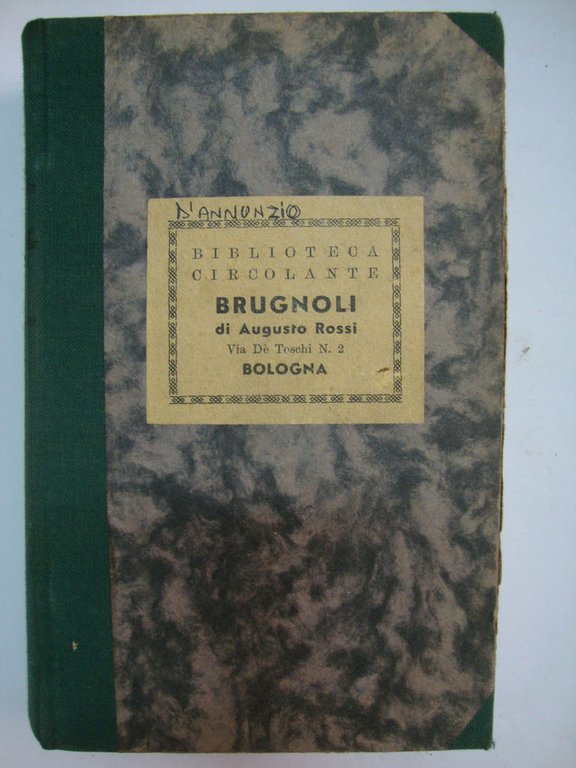 D'ANNUNZIO
BIBLIOTECA
CIRCOLANTE
BRUGNOLI
di Augusto Rossi
Via Dè Toschi N. 2
BOLOGNA